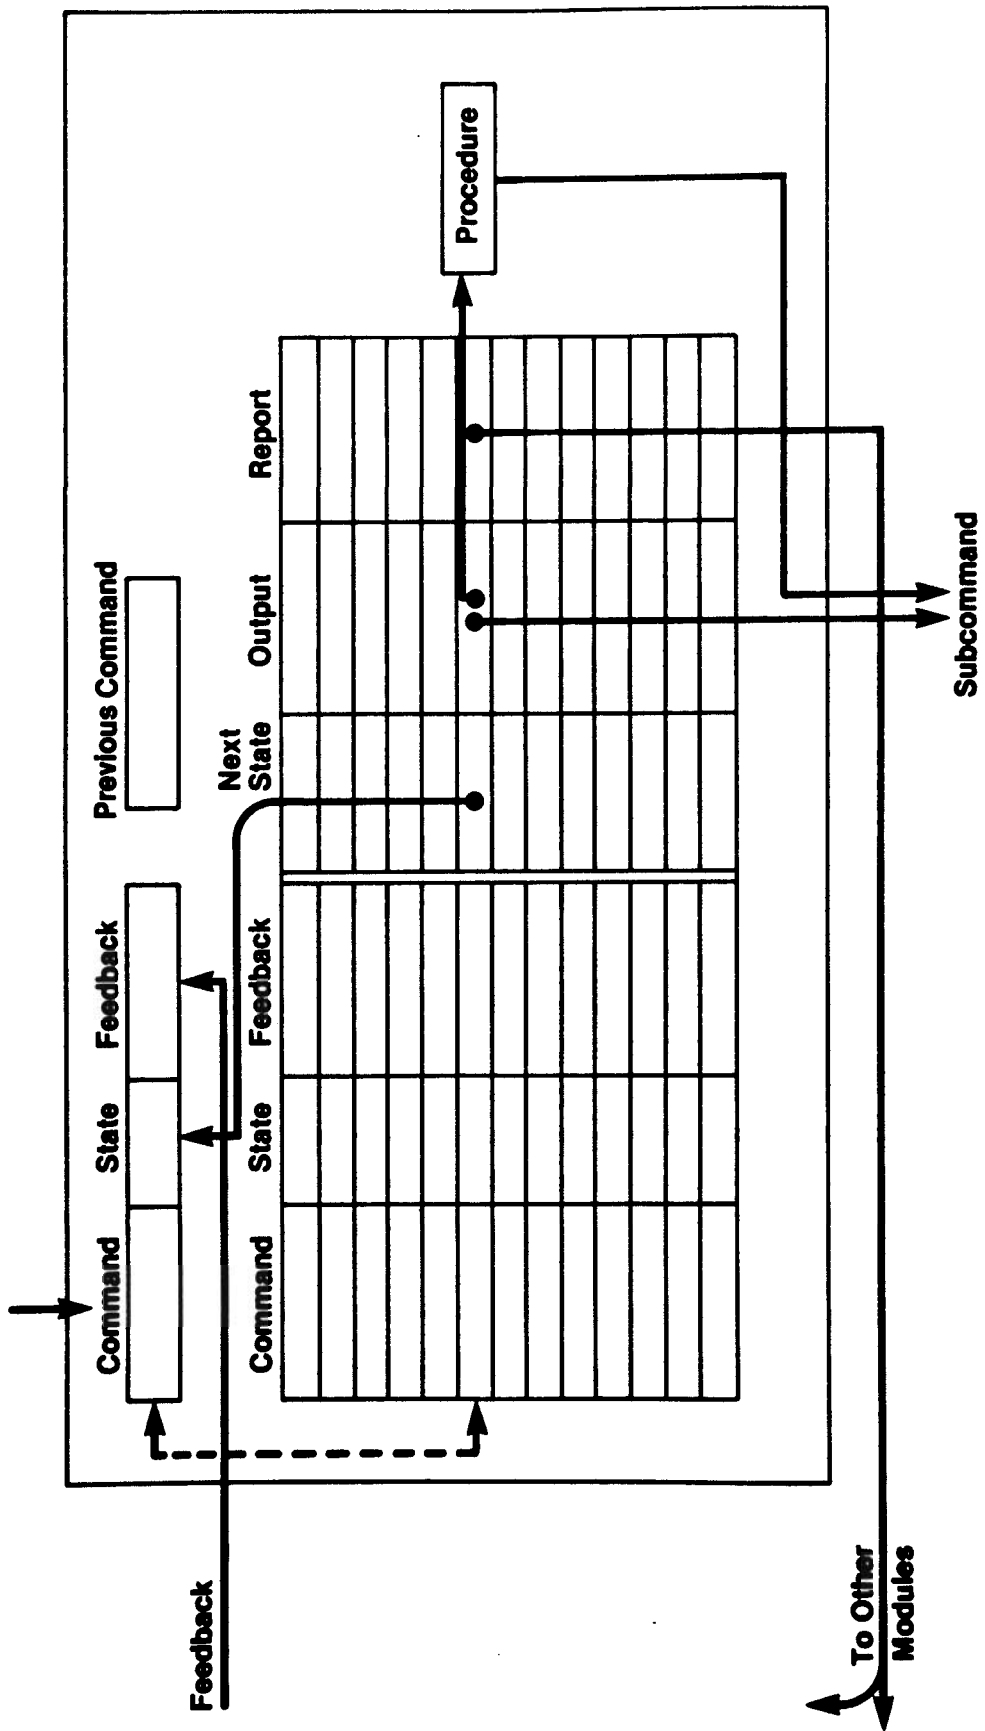 Command
State
Feedback
Previous Command
Command
State
Feedback
Next
State
Output
Report
Procedure
Feedback
To Other
Modules
Subcommand